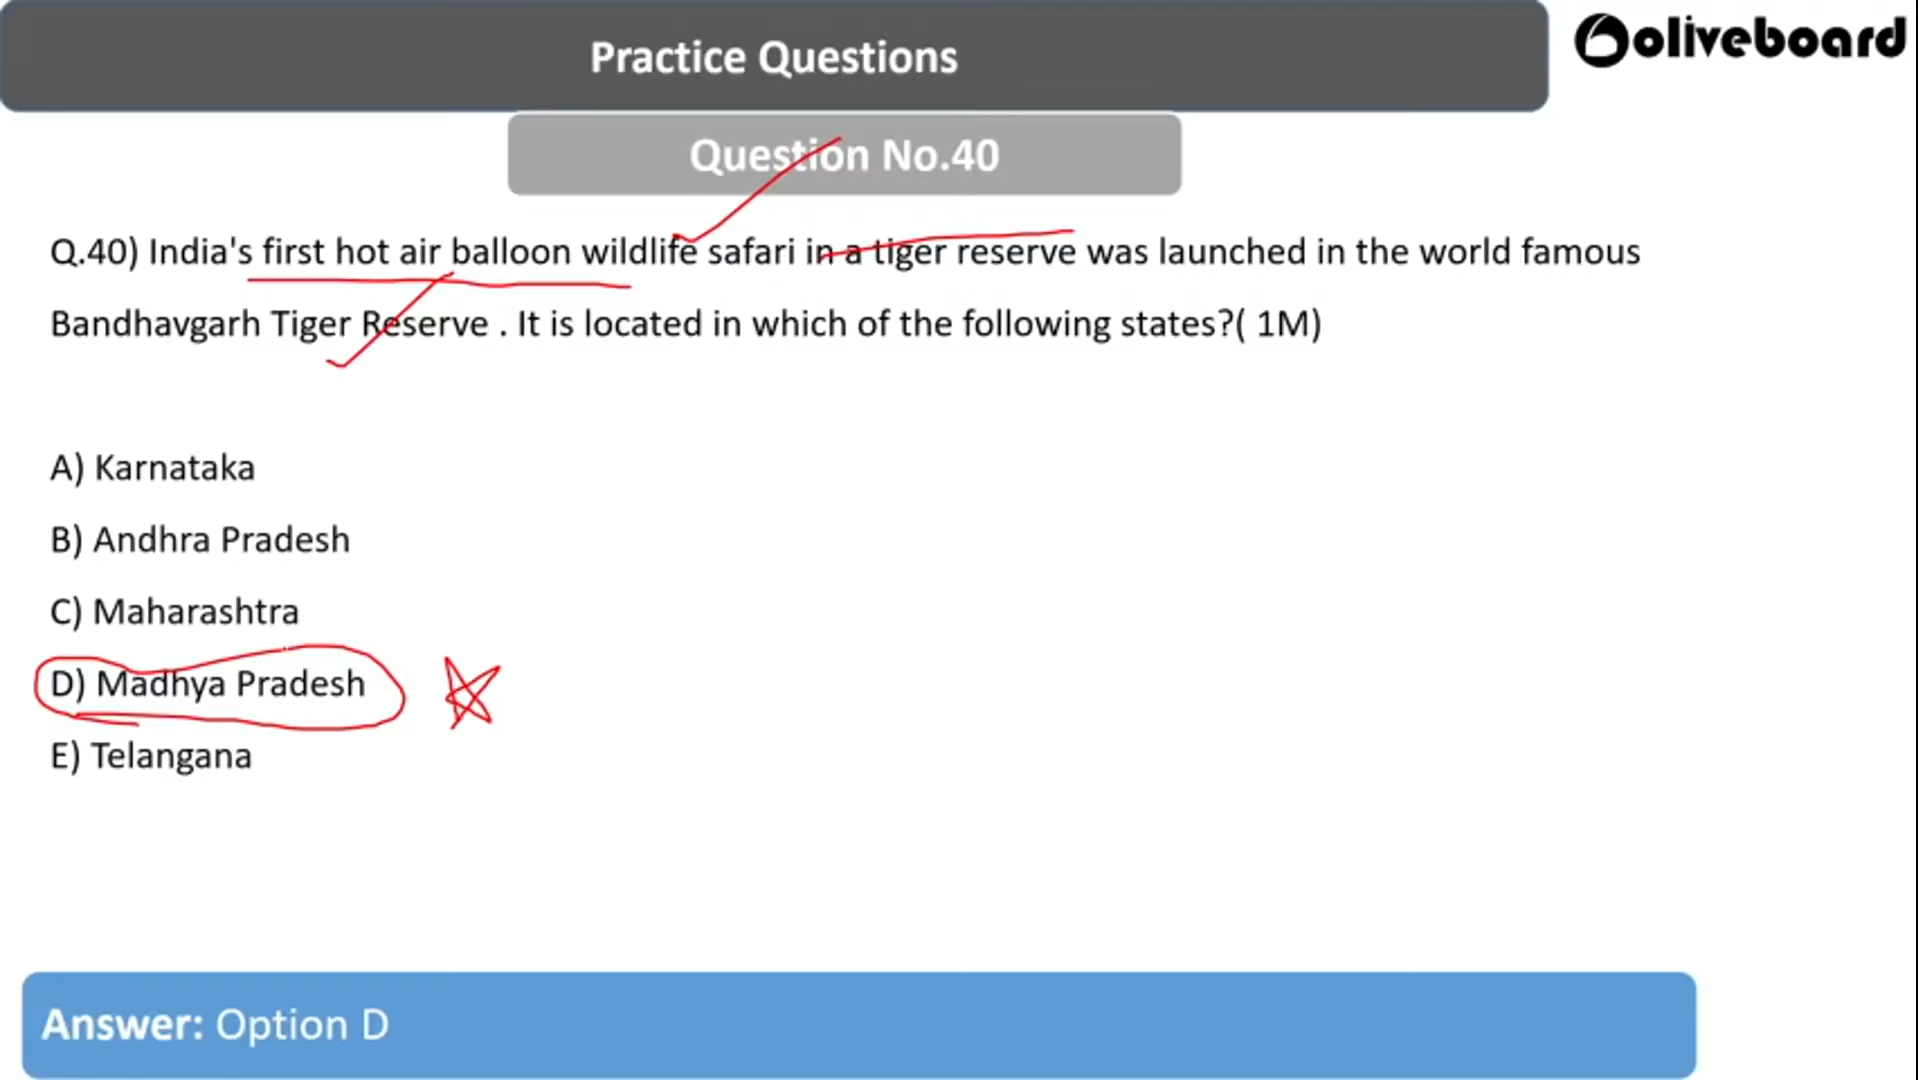 Practice Questions
oliveboard
Question No.40
Q.40) India's first hot air balloon wildlife safari in a tiger reserve was launched in the world famous
Bandhavgarh Tiger Reserve . It is located in which of the following states?( 1M)
A) Karnataka
B) Andhra Pradesh
C) Maharashtra
D) Madhya Pradesh
E) Telangana
Answer: Option D